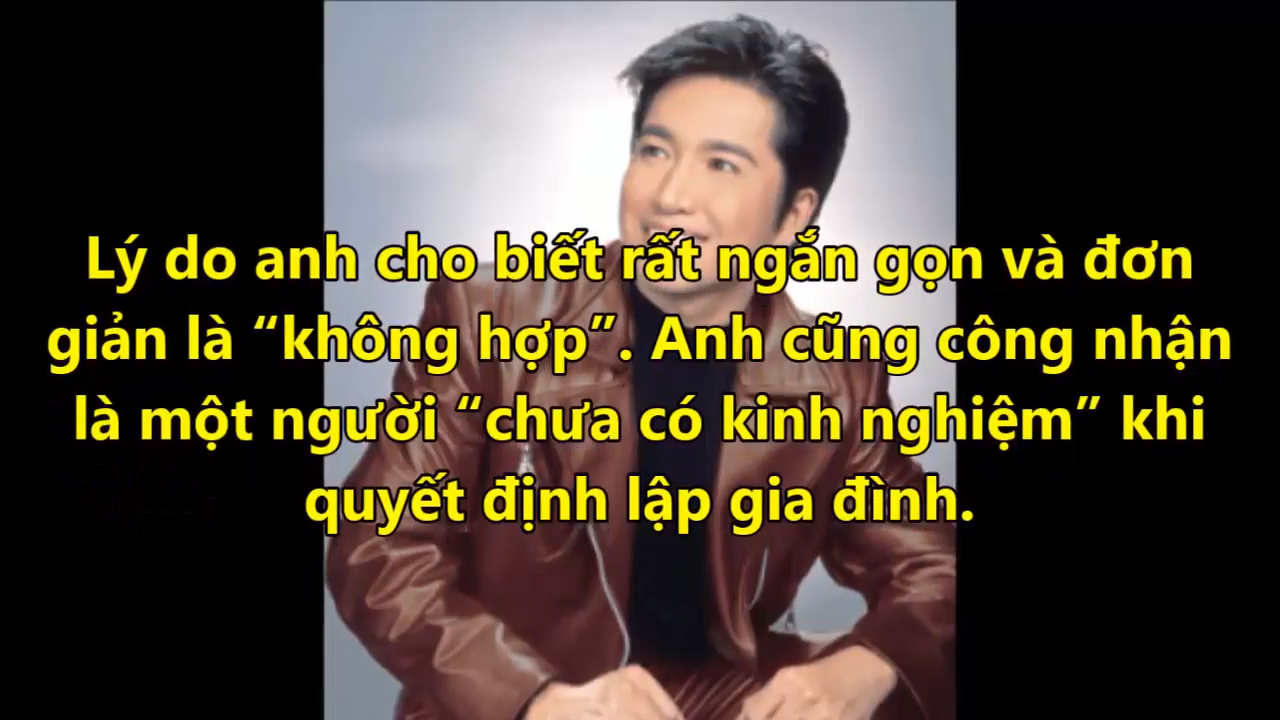 Lý do anh cho biết rất ngắn gọn và đơn
giản là “không hợp”. Anh cũng công nhận
là một người “chưa có kinh nghiệm” khi
quyết định lập gia đình.